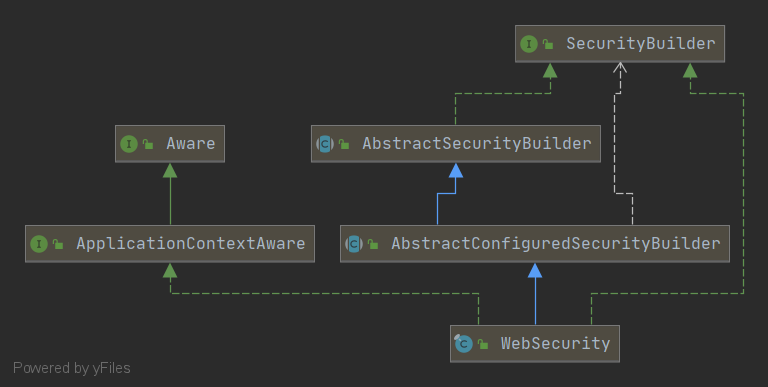 SecurityBuilder
Aware
AbstractSecurityBuilder
ApplicationContextAware
AbstractConfiguredSecurityBuilder
WebSecurity
Powered by yFiles